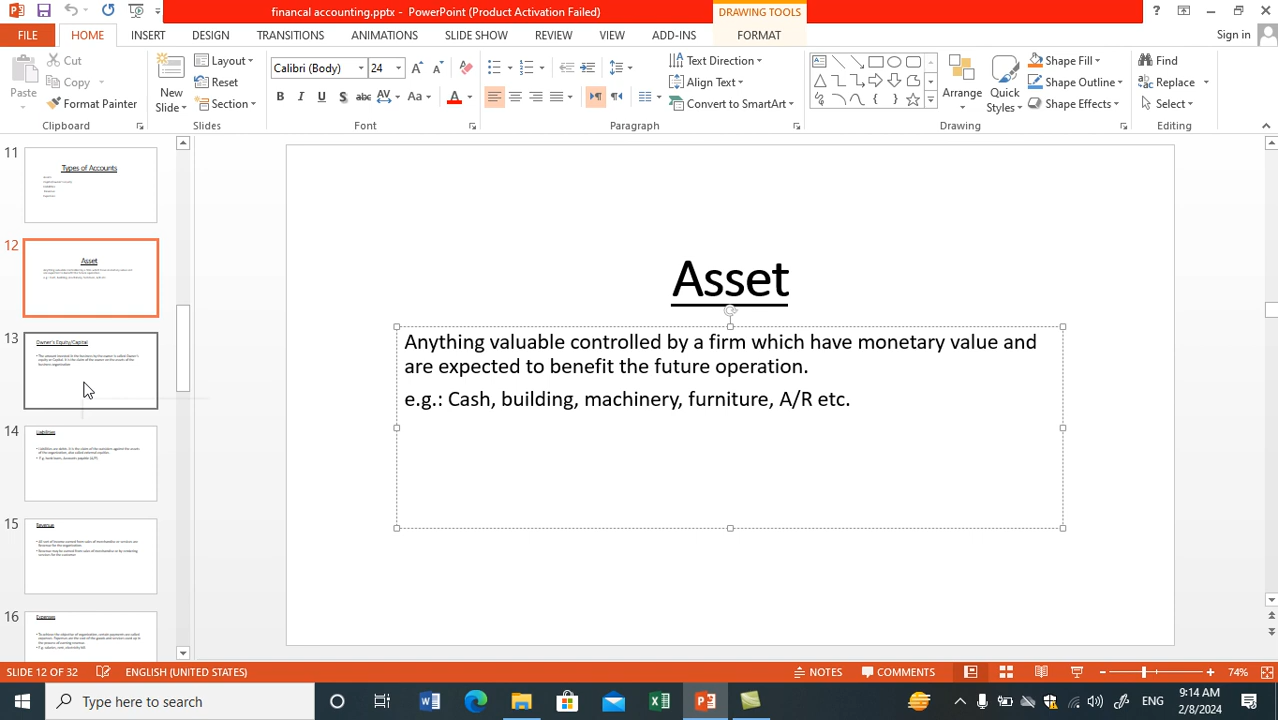 financal accounting.pptx - PowerPoint (Product Activation Failed)
DRAWING TOOLS
FILE
HOME
INSERT
DESIGN
TRANSITIONS
ANIMATIONS
SLIDE SHOW
REVIEW
VIEW
ADD-INS
FORMAT
Sign in
Paste
Cut
Copy
Format Painter
Clipboard
New Slide
Layout
Reset
Section
Slides
Calibri (Body)
24
Font
Text Direction
Align Text
Convert to SmartArt
Paragraph
Arrange
Quick Styles
Shape Fill
Shape Outline
Shape Effects
Drawing
Find
Replace
Select
Editing
11
Types of Accounts
12
Asset
13
Owner's Equity/Capital
14
Liabilities
15
Revenue
16
Expenses
Asset
Anything valuable controlled by a firm which have monetary value and
are expected to benefit the future operation.
e.g.: Cash, building, machinery, furniture, A/R etc.
SLIDE 12 OF 32
ENGLISH (UNITED STATES)
NOTES
COMMENTS
74%
Type here to search
9:14 AM
2/8/2024